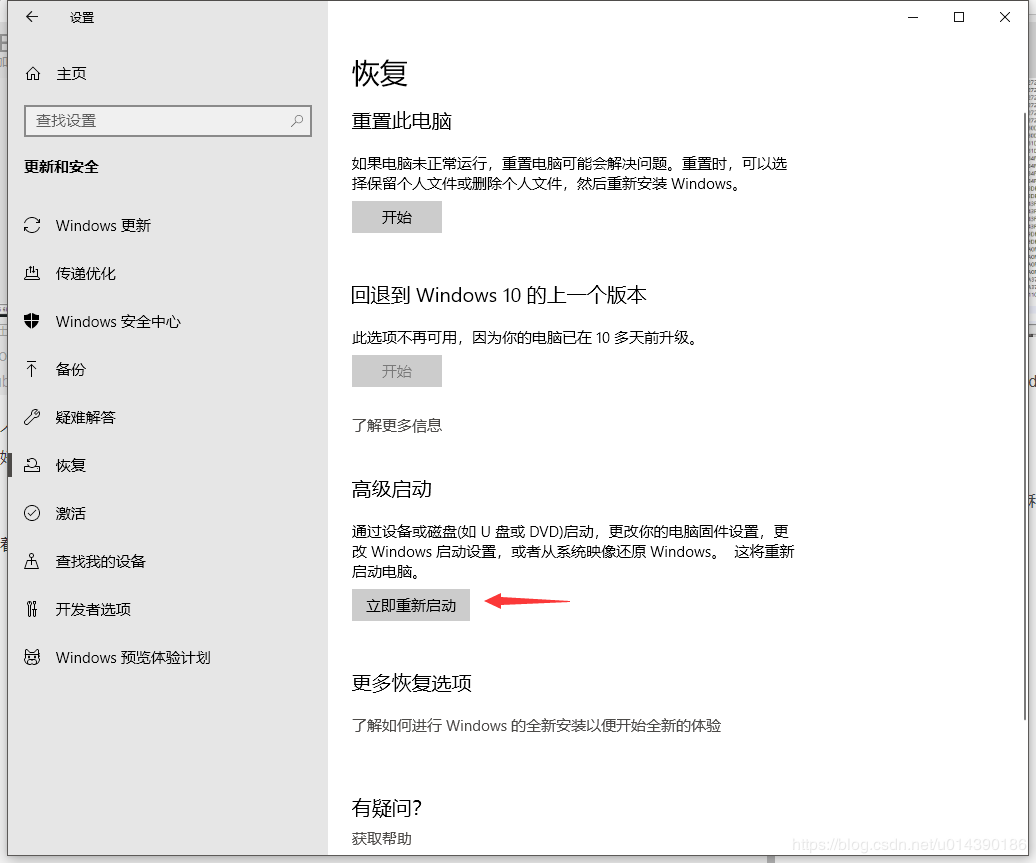 设置
主页
查找设置
更新和安全
Windows 更新
传递优化
Windows 安全中心
备份
疑难解答
恢复
激活
查找我的设备
开发者选项
Windows 预览体验计划
恢复
重置此电脑
如果电脑未正常运行，重置电脑可能会解决问题。重置时，可以选
择保留个人文件或删除个人文件，然后重新安装 Windows。
开始
回退到 Windows 10 的上一个版本
此选项不再可用，因为你的电脑已在 10 多天前升级。
开始
了解更多信息
高级启动
通过设备或磁盘(如 U 盘或 DVD)启动，更改你的电脑固件设置，更
改 Windows 启动设置，或者从系统映像还原 Windows。 这将重新
启动电脑。
立即重新启动
更多恢复选项
了解如何进行 Windows 的全新安装以便开始全新的体验
有疑问?
获取帮助
https://blog.csdn.net/u014390186